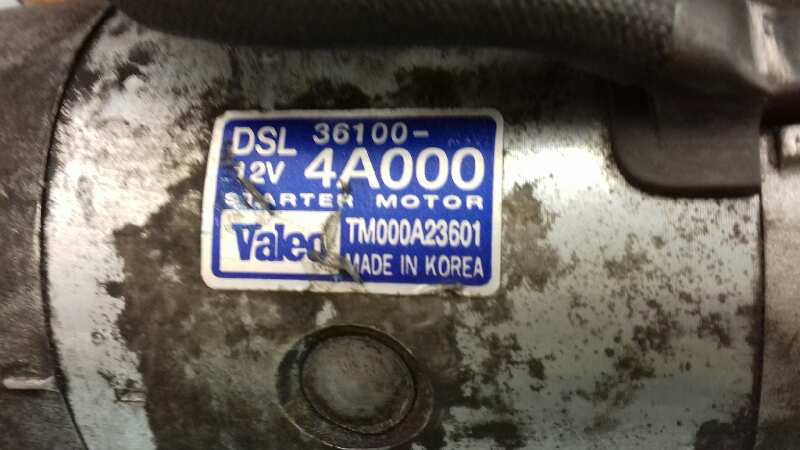 DSL 36100-
12V 4A000
STARTER MOTOR
Valeo TM000A23601
MADE IN KOREA